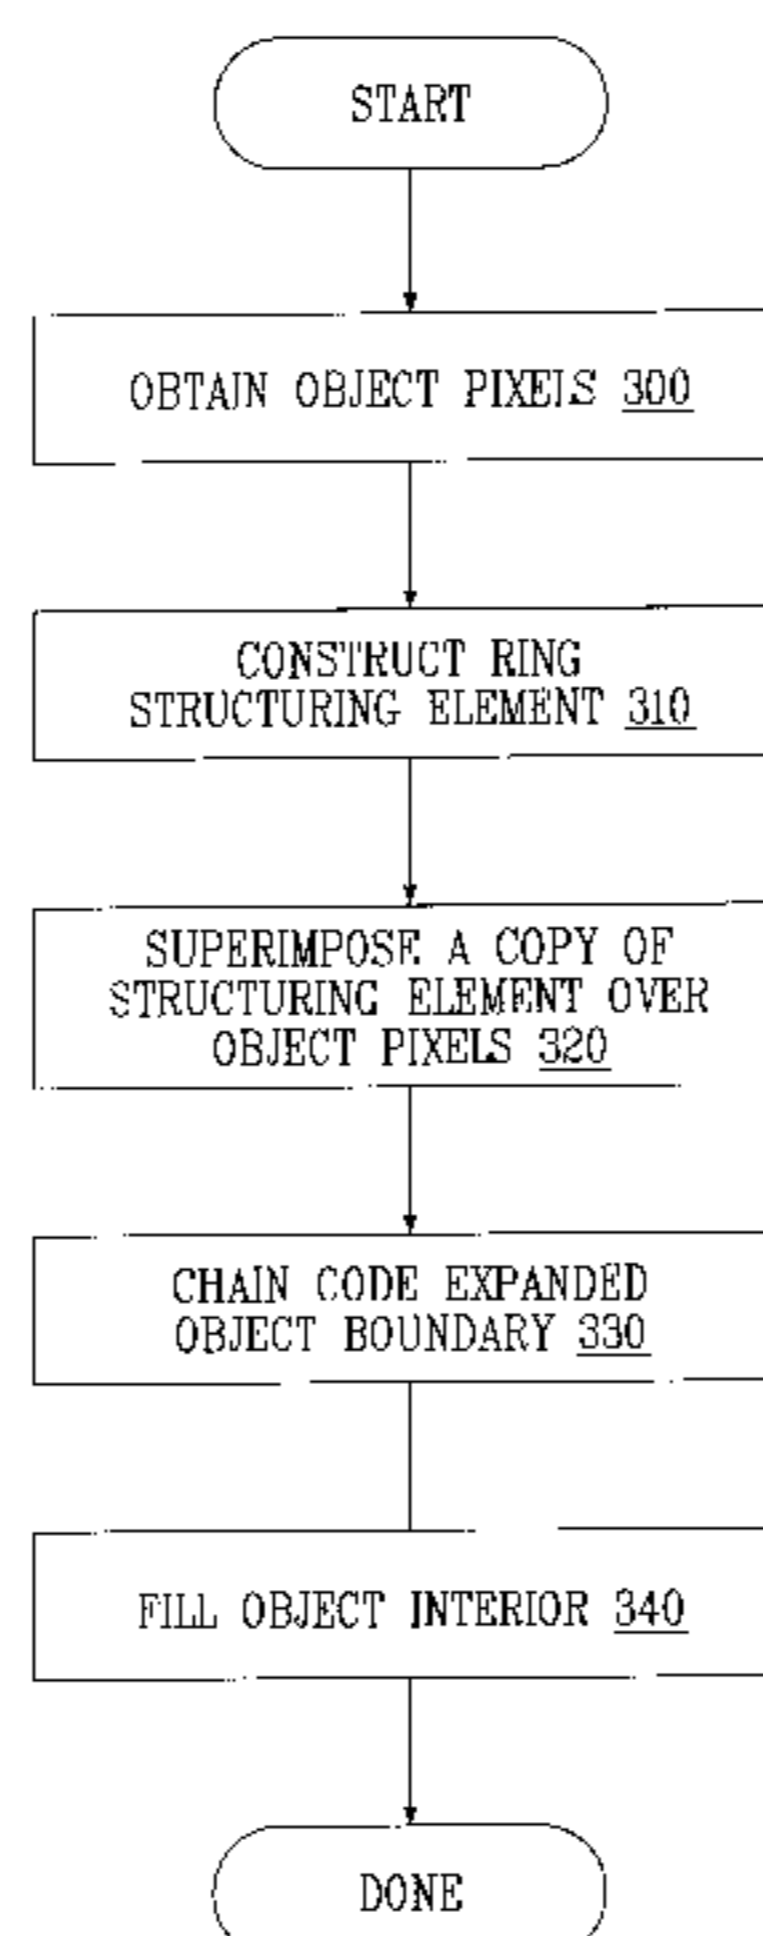 START
OBTAIN OBJECT PIXELS 300
CONSTRUCT RING
STRUCTURING ELEMENT 310
SUPERIMPOSE A COPY OF
STRUCTURING ELEMENT OVER
OBJECT PIXELS 320
CHAIN CODE EXPANDED
OBJECT BOUNDARY 330
FILL OBJECT INTERIOR 340
DONE